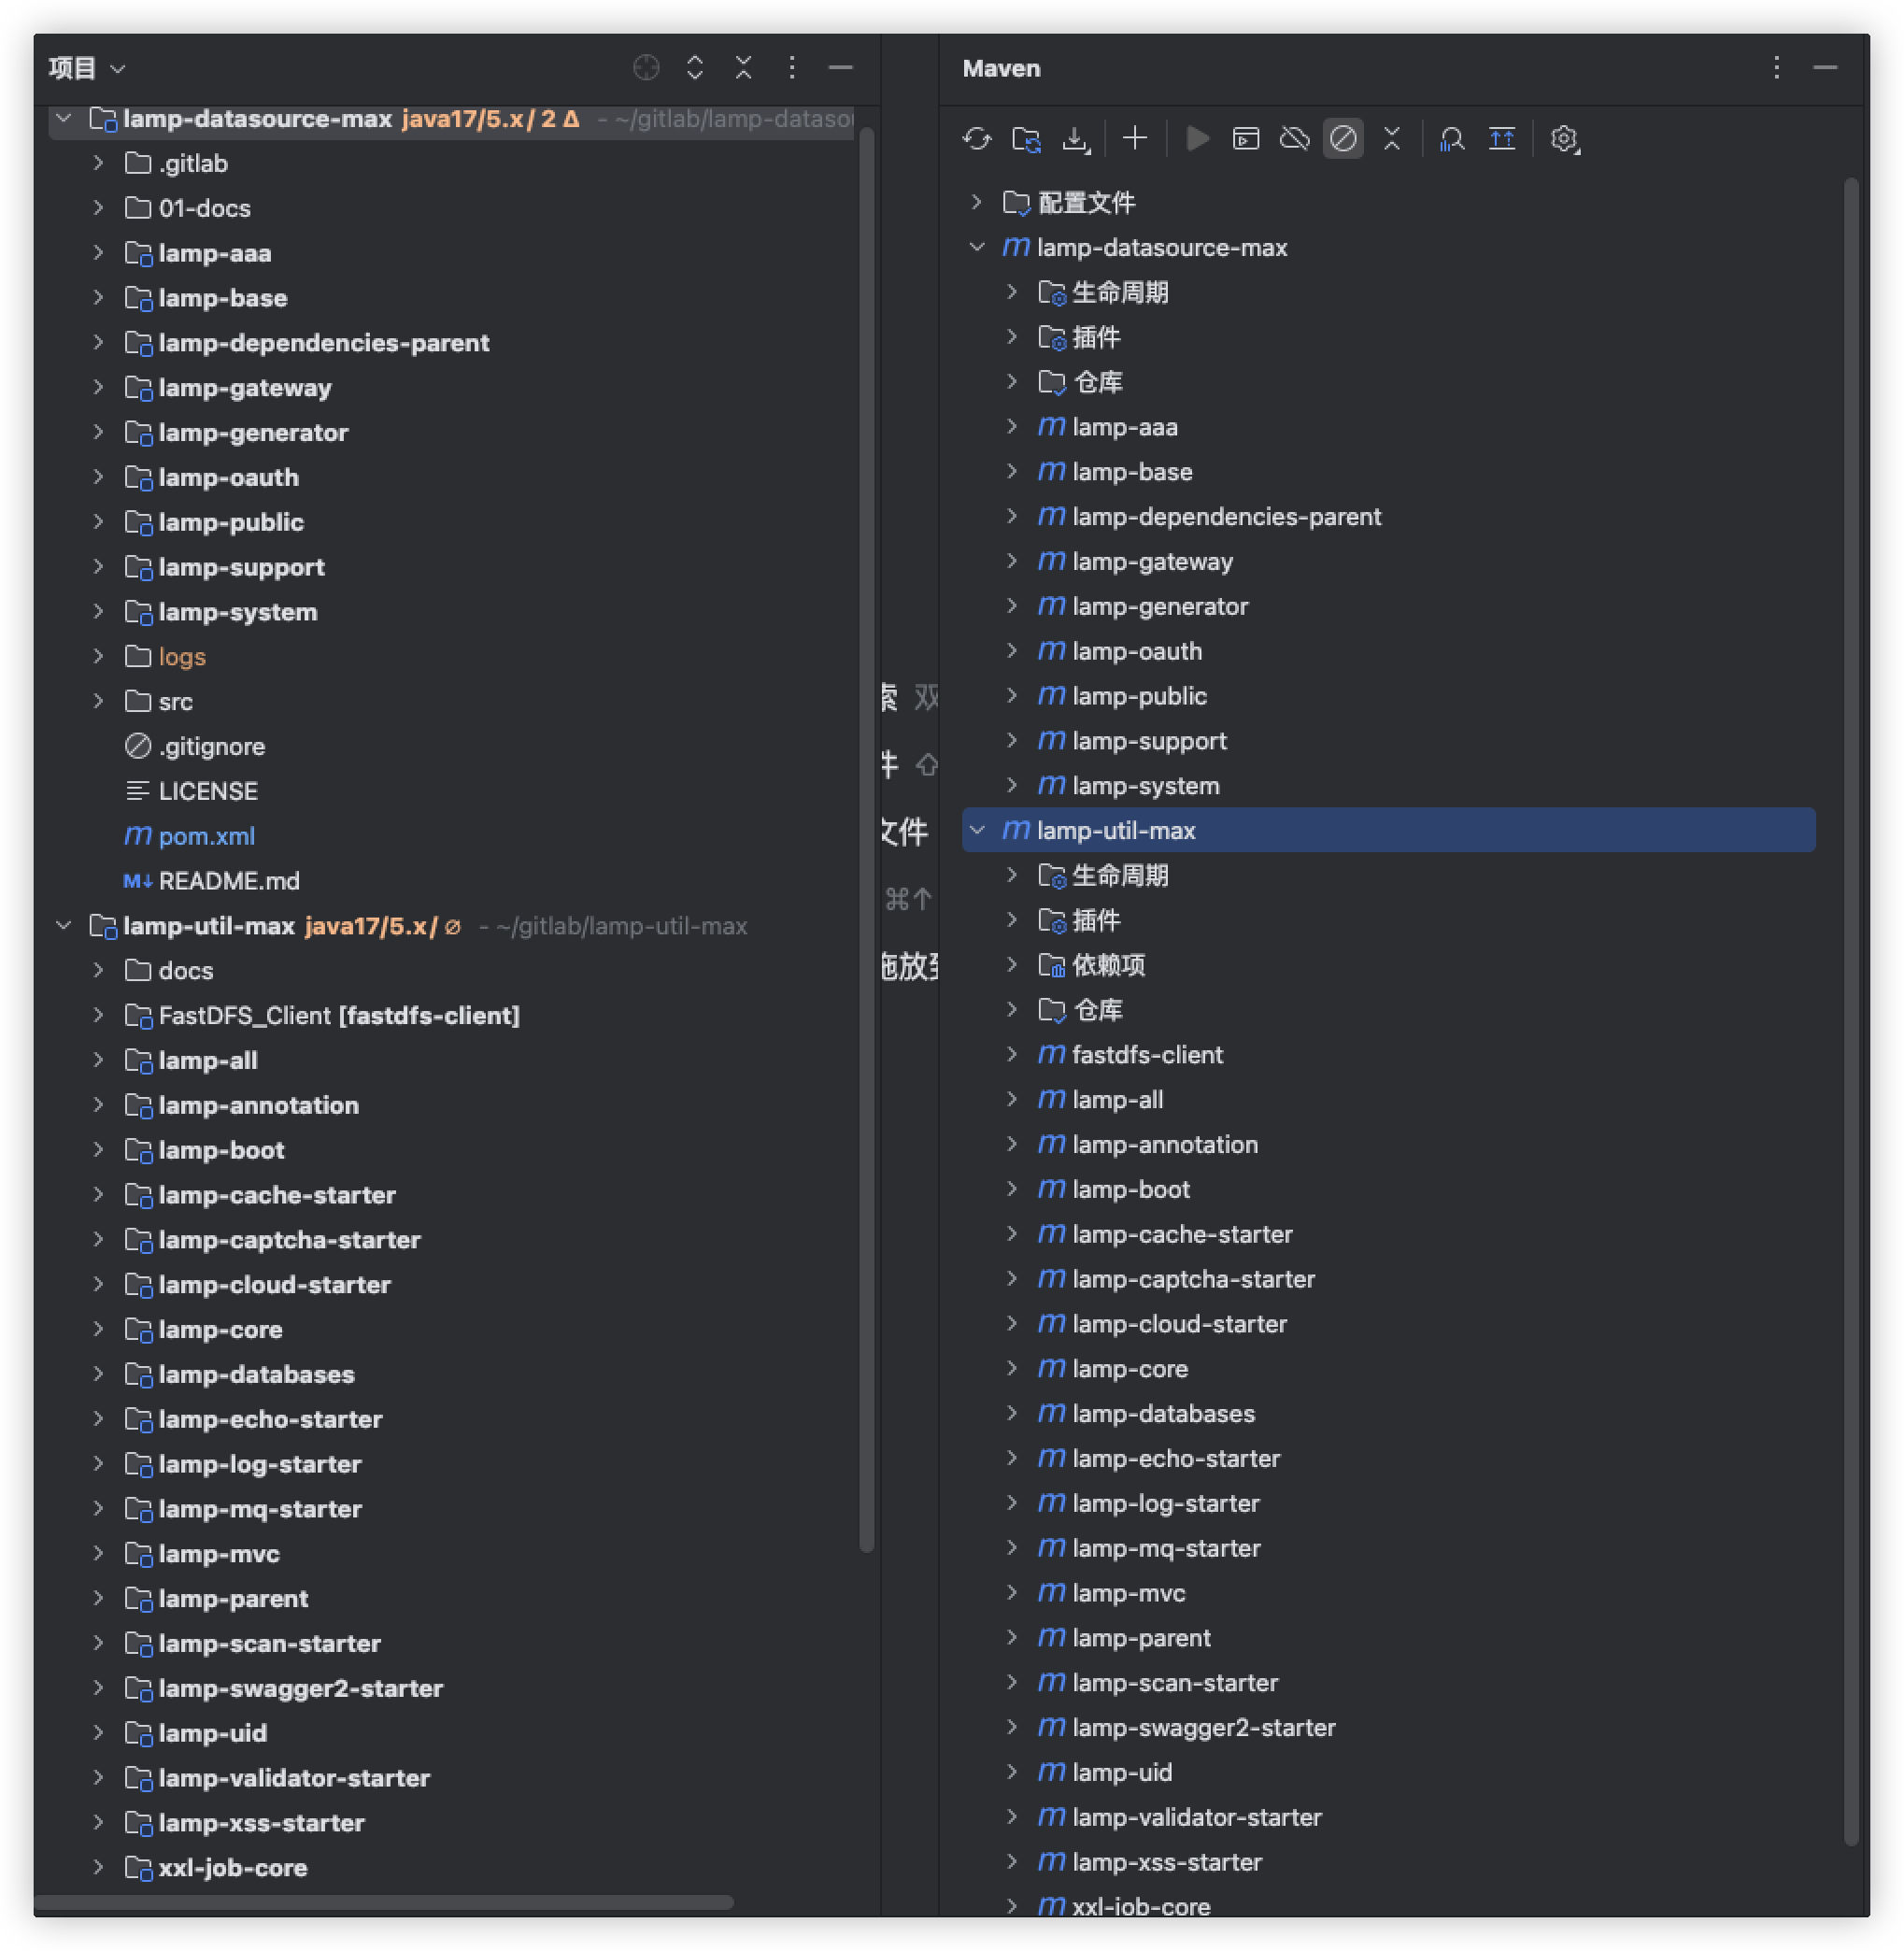 项目
lamp-datasource-max java17/5.x / 2 Δ - ~/gitlab/lamp-dataso
.gitlab
01-docs
lamp-aaa
lamp-base
lamp-dependencies-parent
lamp-gateway
lamp-generator
lamp-oauth
lamp-public
lamp-support
lamp-system
logs
src
.gitignore
LICENSE
pom.xml
README.md
lamp-util-max java17/5.x / ∅ - ~/gitlab/lamp-util-max
docs
FastDFS_Client [fastdfs-client]
lamp-all
lamp-annotation
lamp-boot
lamp-cache-starter
lamp-captcha-starter
lamp-cloud-starter
lamp-core
lamp-databases
lamp-echo-starter
lamp-log-starter
lamp-mq-starter
lamp-mvc
lamp-parent
lamp-scan-starter
lamp-swagger2-starter
lamp-uid
lamp-validator-starter
lamp-xss-starter
xxl-job-core
索 双
件 ⇧
文件
⌘↑
拖放到
Maven
配置文件
lamp-datasource-max
生命周期
插件
仓库
lamp-aaa
lamp-base
lamp-dependencies-parent
lamp-gateway
lamp-generator
lamp-oauth
lamp-public
lamp-support
lamp-system
lamp-util-max
生命周期
插件
依赖项
仓库
fastdfs-client
lamp-all
lamp-annotation
lamp-boot
lamp-cache-starter
lamp-captcha-starter
lamp-cloud-starter
lamp-core
lamp-databases
lamp-echo-starter
lamp-log-starter
lamp-mq-starter
lamp-mvc
lamp-parent
lamp-scan-starter
lamp-swagger2-starter
lamp-uid
lamp-validator-starter
lamp-xss-starter
xxl-job-core